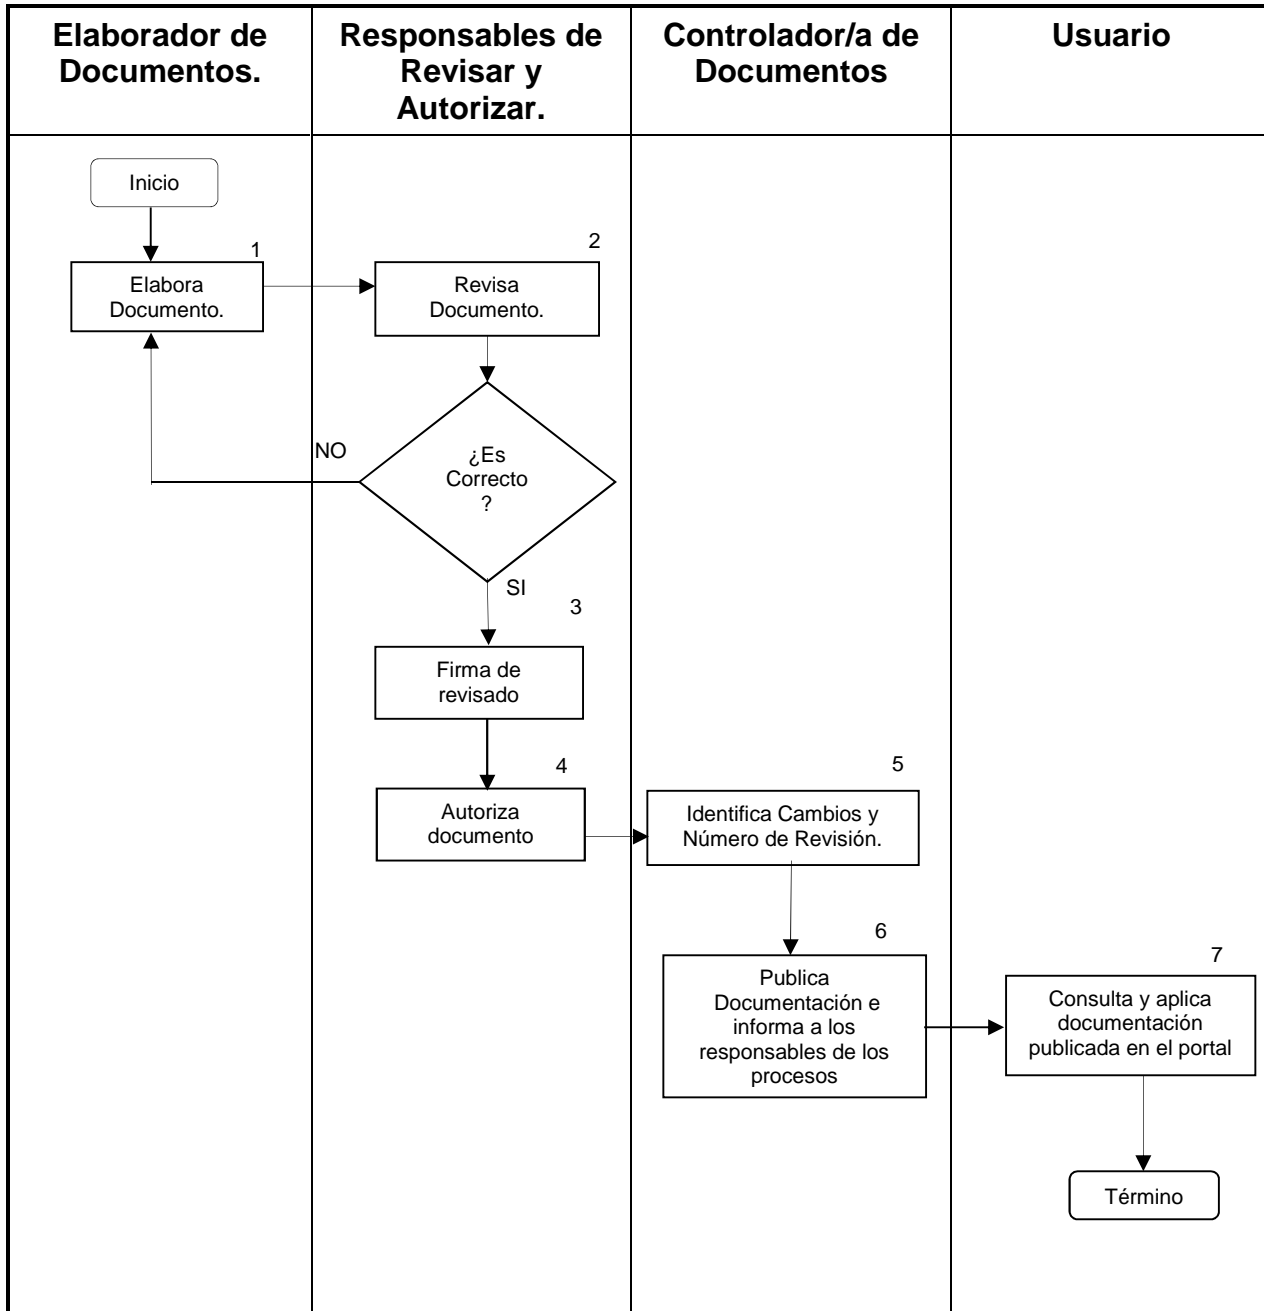 Elaborador de
Documentos.
Responsables de
Revisar y
Autorizar.
Controlador/a de
Documentos
Usuario
Inicio
1
Elabora
Documento.
2
Revisa
Documento.
NO
¿Es
Correcto
?
SI
3
Firma de
revisado
4
Autoriza
documento
5
Identifica Cambios y
Número de Revisión.
6
Publica
Documentación e
informa a los
responsables de los
procesos
7
Consulta y aplica
documentación
publicada en el portal
Término